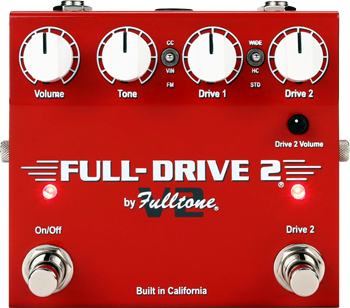 CC
WIDE
VIN
HC
FM
STD
Volume
Tone
Drive 1
Drive 2
Drive 2 Volume
FULL-DRIVE 2®
V2
by Fulltone®
On/Off
Drive 2
Built in California